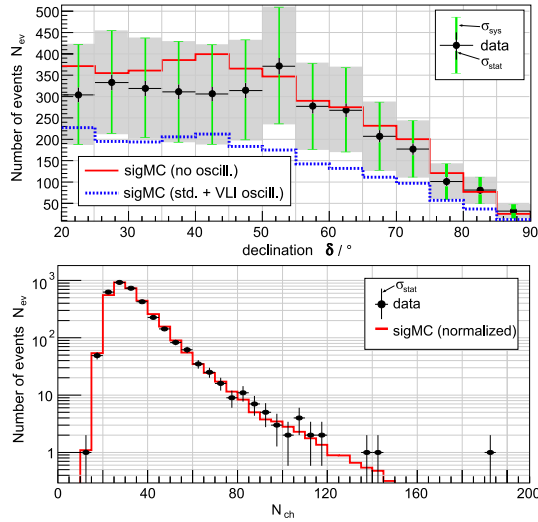 Number of events N_ev
500
450
400
350
300
250
200
150
100
50
σ_sys
data
σ_stat
sigMC (no oscill.)
sigMC (std. + VLI oscill.)
20 30 40 50 60 70 80 90
declination δ / °
Number of events N_ev
10³
10²
10
1
σ_stat
data
sigMC (normalized)
0 40 80 120 160 200
N_ch